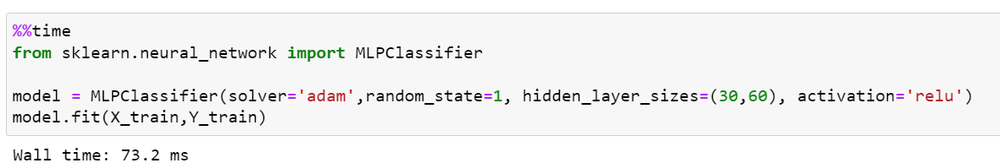 %%time
from sklearn.neural_network import MLPClassifier
model = MLPClassifier(solver='adam',random_state=1, hidden_layer_sizes=(30,60), activation='relu')
model.fit(X_train,Y_train)
Wall time: 73.2 ms